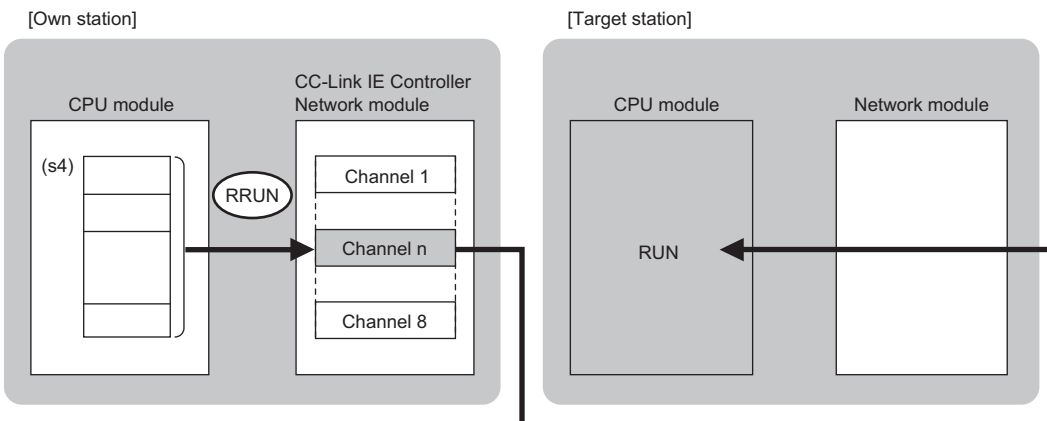 [Own station]
[Target station]
CPU module
CC-Link IE Controller
Network module
(s4)
RRUN
Channel 1
Channel n
Channel 8
CPU module
Network module
RUN